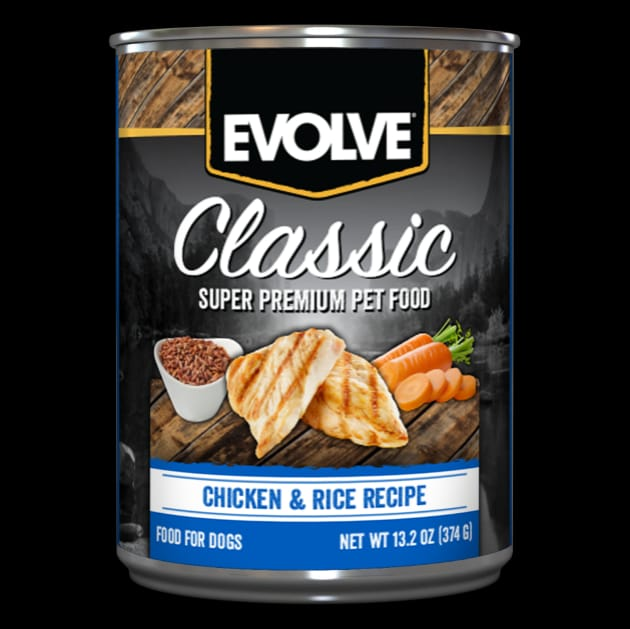 EVOLVE
Classic
SUPER PREMIUM PET FOOD
CHICKEN & RICE RECIPE
FOOD FOR DOGS
NET WT 13.2 OZ (374 G)